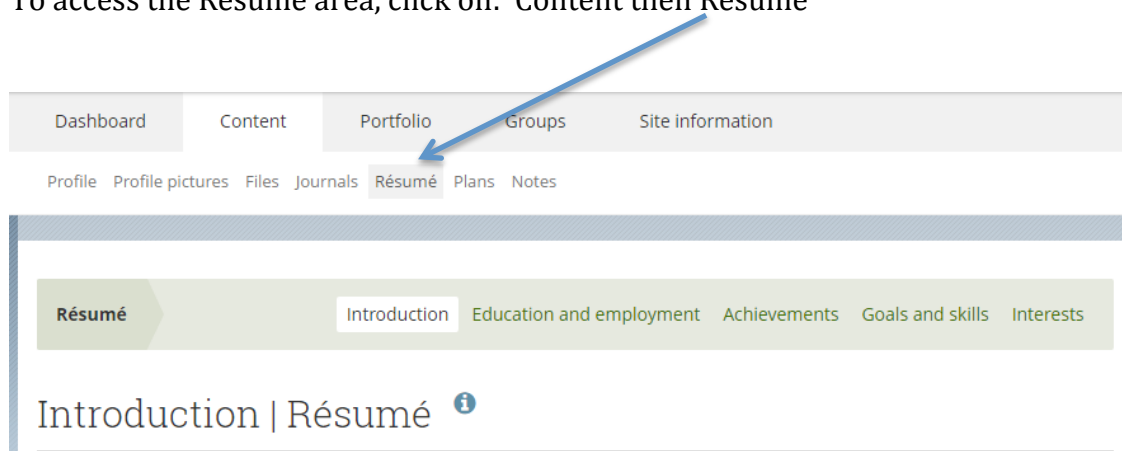 To access the Résumé area, click on: Content then Résumé
Dashboard Content Portfolio Groups Site information
Profile Profile pictures Files Journals Résumé Plans Notes
Résumé Introduction Education and employment Achievements Goals and skills Interests
Introduction | Résumé